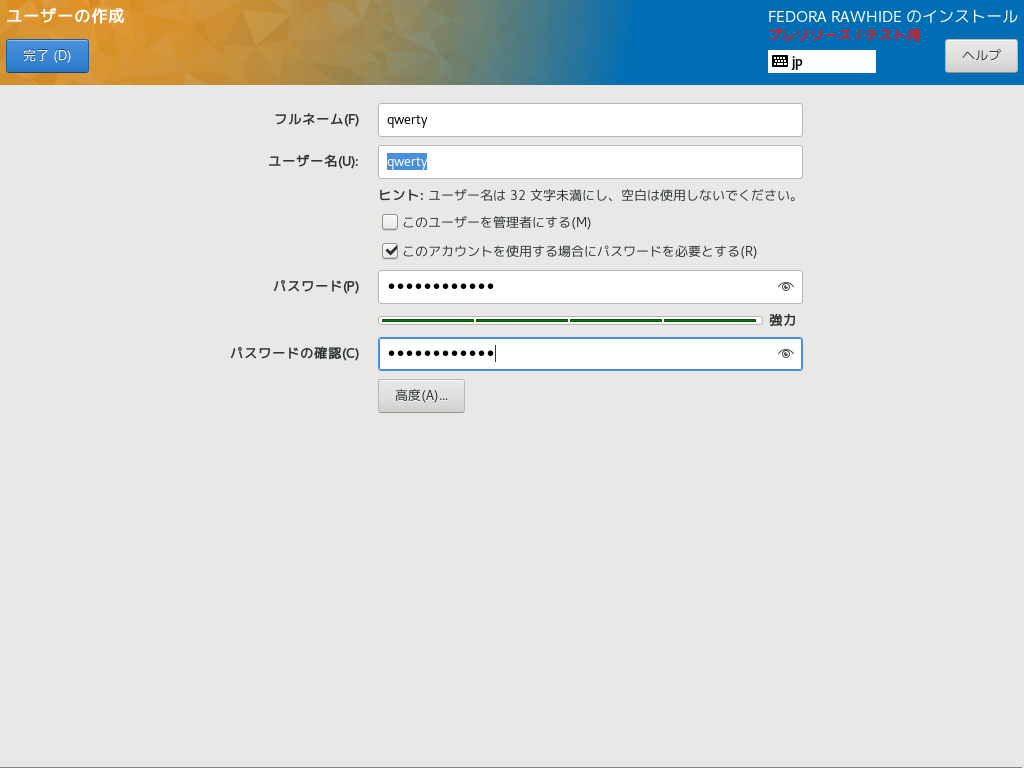 ユーザーの作成
FEDORA RAWHIDE のインストール
プレリリース / テスト用
完了 (D)
jp
ヘルプ
フルネーム(F)
qwerty
ユーザー名(U):
qwerty
ヒント: ユーザー名は 32 文字未満にし、空白は使用しないでください。
このユーザーを管理者にする(M)
このアカウントを使用する場合にパスワードを必要とする(R)
パスワード(P)
●●●●●●●●●●●●
強力
パスワードの確認(C)
●●●●●●●●●●●●
高度(A)...